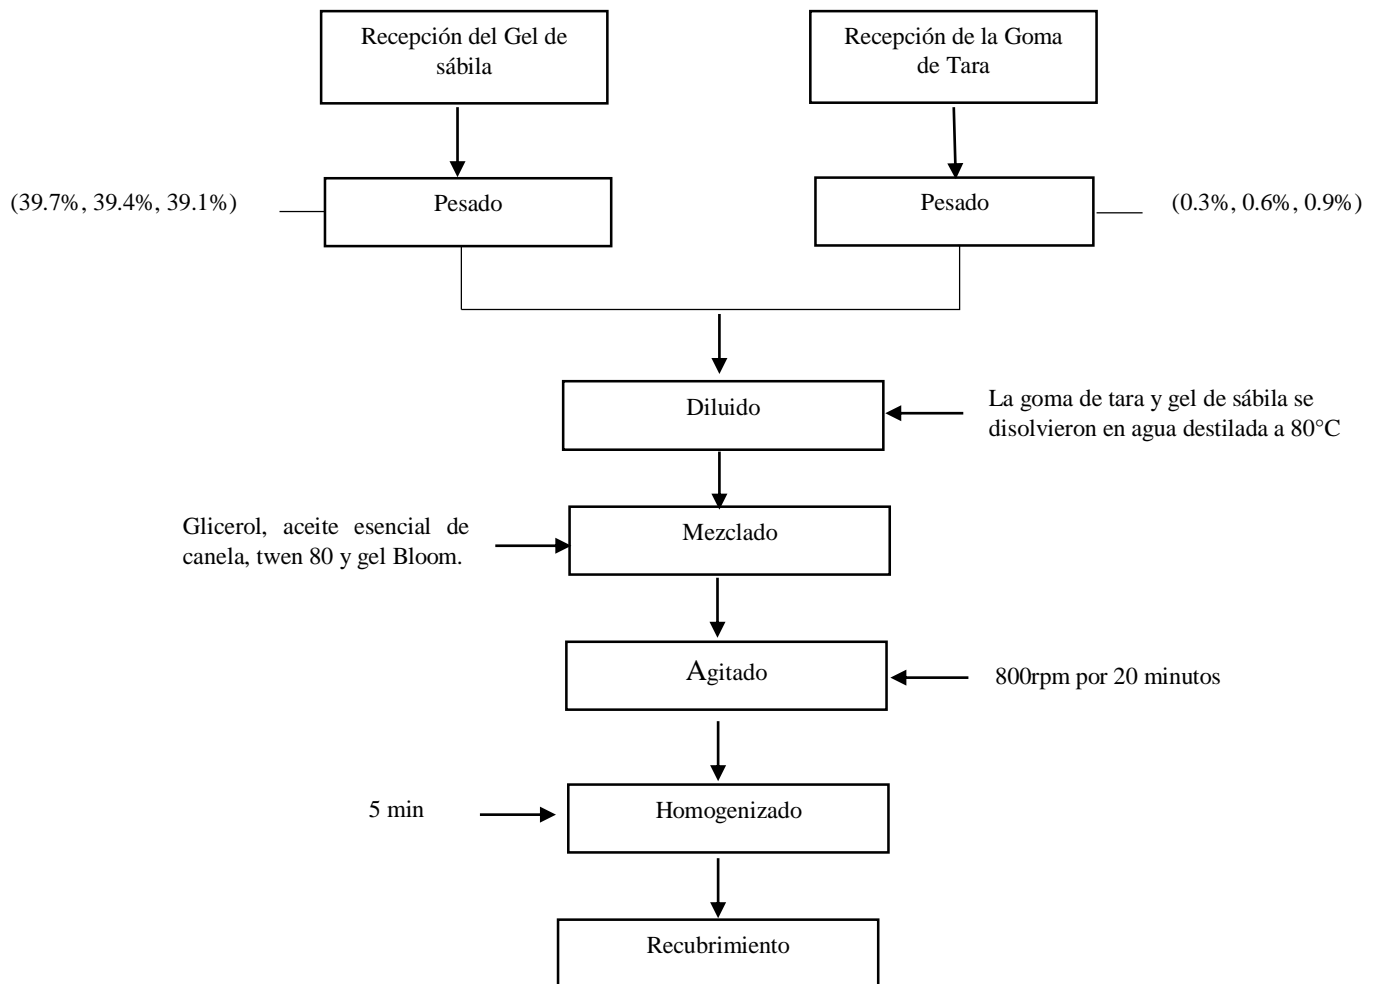 Recepción del Gel de
sábila
Recepción de la Goma
de Tara
(39.7%, 39.4%, 39.1%)
Pesado
Pesado
(0.3%, 0.6%, 0.9%)
Diluido
La goma de tara y gel de sábila se
disolvieron en agua destilada a 80°C
Glicerol, aceite esencial de
canela, twen 80 y gel Bloom.
Mezclado
Agitado
800rpm por 20 minutos
5 min
Homogenizado
Recubrimiento